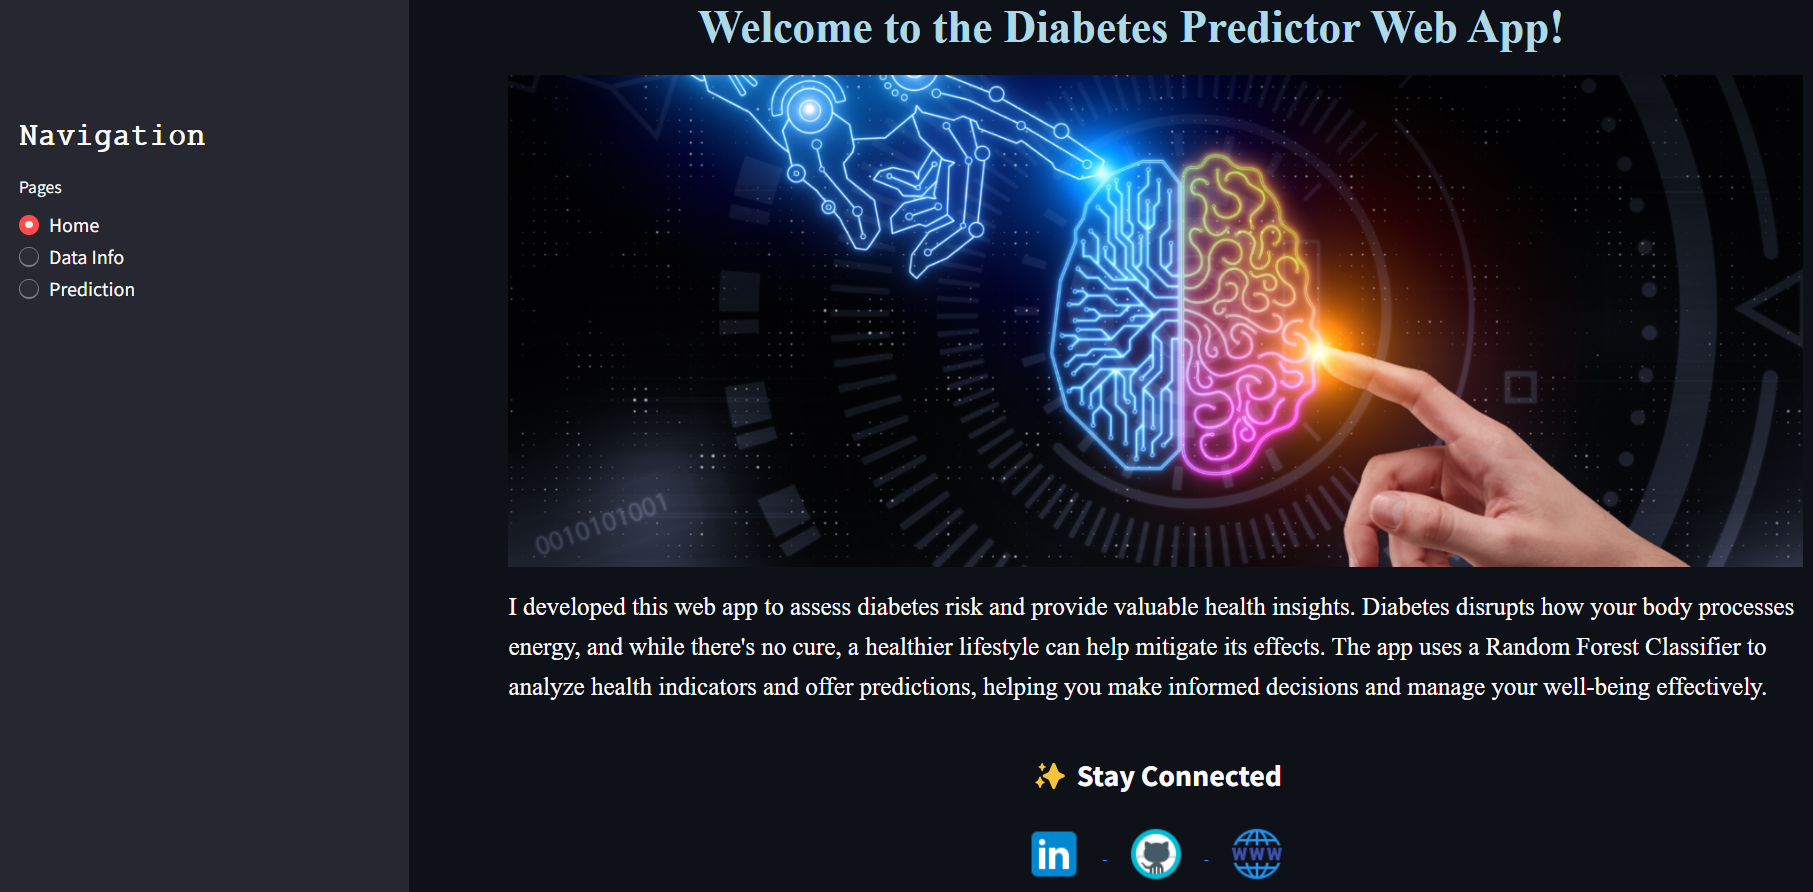 Welcome to the Diabetes Predictor Web App!
Navigation
Pages
Home
Data Info
Prediction
0010101001
I developed this web app to assess diabetes risk and provide valuable health insights. Diabetes disrupts how your body processes
energy, and while there's no cure, a healthier lifestyle can help mitigate its effects. The app uses a Random Forest Classifier to
analyze health indicators and offer predictions, helping you make informed decisions and manage your well-being effectively.
✨ Stay Connected
in - - WWW